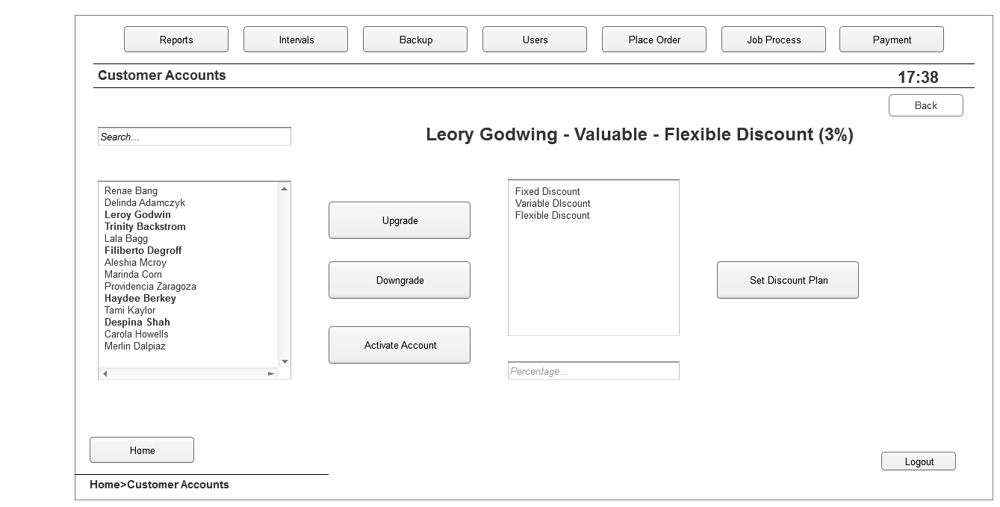 Reports
Intervals
Backup
Users
Place Order
Job Process
Payment
Customer Accounts
17:38
Back
Search...
Leory Godwing - Valuable - Flexible Discount (3%)
Renae Bang
Delinda Adamczyk
Leroy Godwin
Trinity Backstrom
Lala Bagg
Filiberto Degroff
Aleshia Mcroy
Marinda Corn
Providencia Zaragoza
Haydee Berkey
Tami Kaylor
Despina Shah
Carola Howells
Merlin Dalpiaz
Upgrade
Downgrade
Activate Account
Fixed Discount
Variable DIscount
Flexible Discount
Percentage...
Set Discount Plan
Home
Logout
Home>Customer Accounts